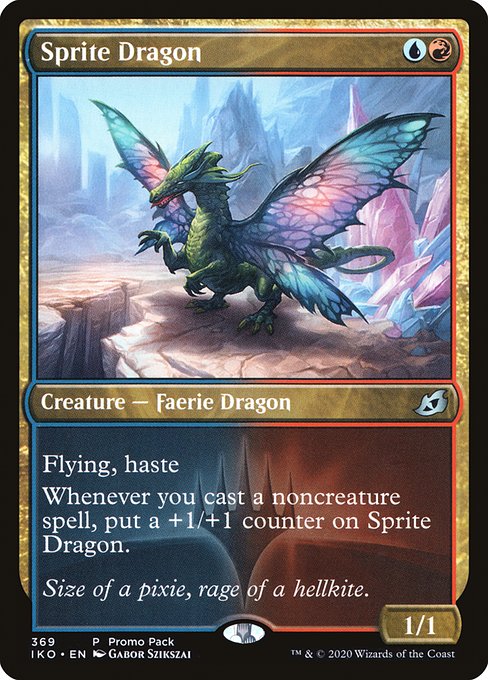 Sprite Dragon
Creature — Faerie Dragon
Flying, haste
Whenever you cast a noncreature
spell, put a +1/+1 counter on Sprite
Dragon.
Size of a pixie, rage of a hellkite.
1/1
369 P Promo Pack
IKO • EN Gabor Szikszai
™ & © 2020 Wizards of the Coast